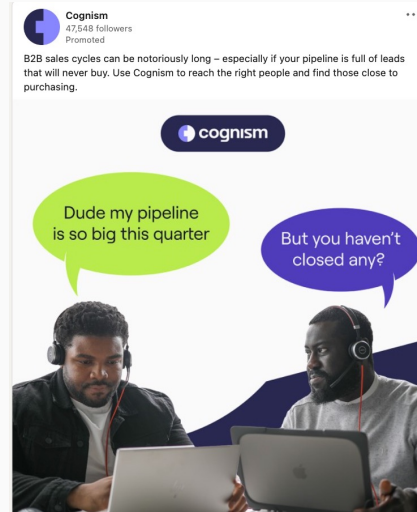 Cognism
47,548 followers
Promoted
B2B sales cycles can be notoriously long – especially if your pipeline is full of leads
that will never buy. Use Cognism to reach the right people and find those close to
purchasing.
cognism
Dude my pipeline
is so big this quarter
But you haven't
closed any?